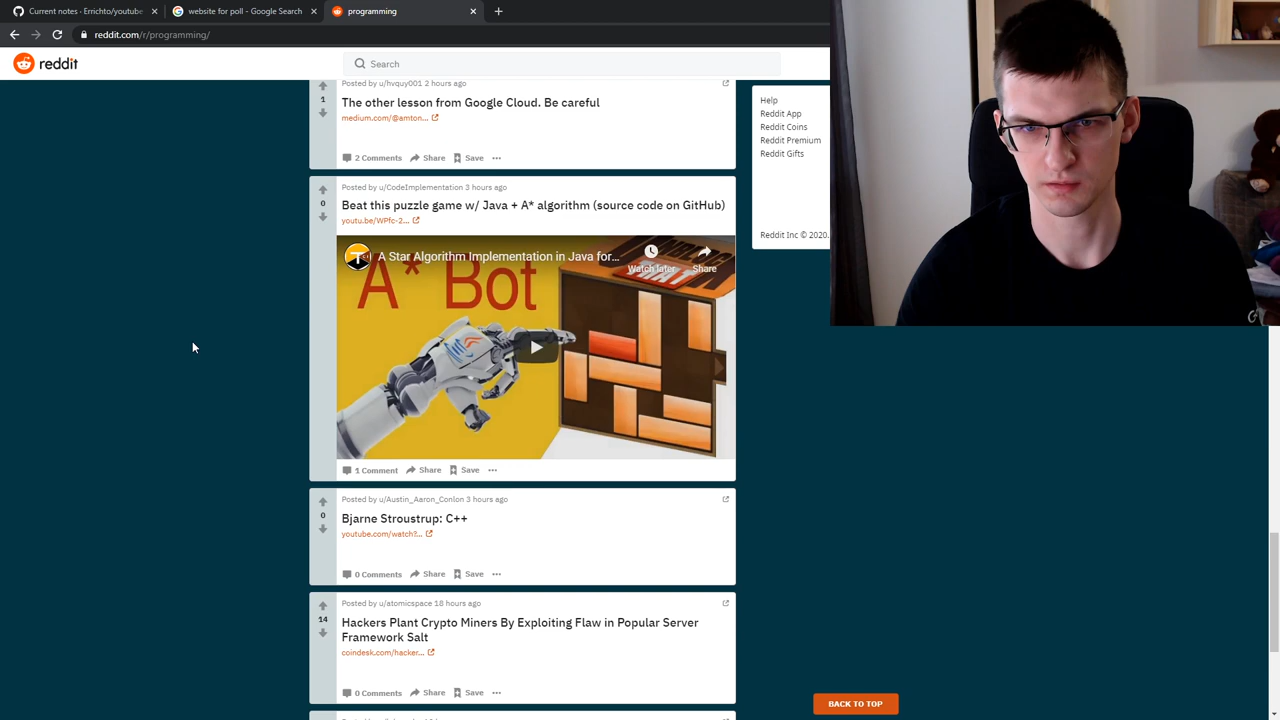 Current notes · Erichto/youtube
website for poll - Google Search
programming
reddit.com/r/programming/
reddit
Search
Posted by u/hvquy001 2 hours ago
1
The other lesson from Google Cloud. Be careful
medium.com/@amton...
2 Comments Share Save
Help
Reddit App
Reddit Coins
Reddit Premium
Reddit Gifts
Reddit Inc © 2020.
Posted by u/CodeImplementation 3 hours ago
0
Beat this puzzle game w/ Java + A* algorithm (source code on GitHub)
youtu.be/WPfc-2...
A Star Algorithm Implementation in Java for...
Watch later Share
A* Bot
1 Comment Share Save
Posted by u/Austin_Aaron_Conlon 3 hours ago
0
Bjarne Stroustrup: C++
youtube.com/watch?...
0 Comments Share Save
Posted by u/atomicspace 18 hours ago
14
Hackers Plant Crypto Miners By Exploiting Flaw in Popular Server
Framework Salt
coindesk.com/hacker...
0 Comments Share Save
BACK TO TOP